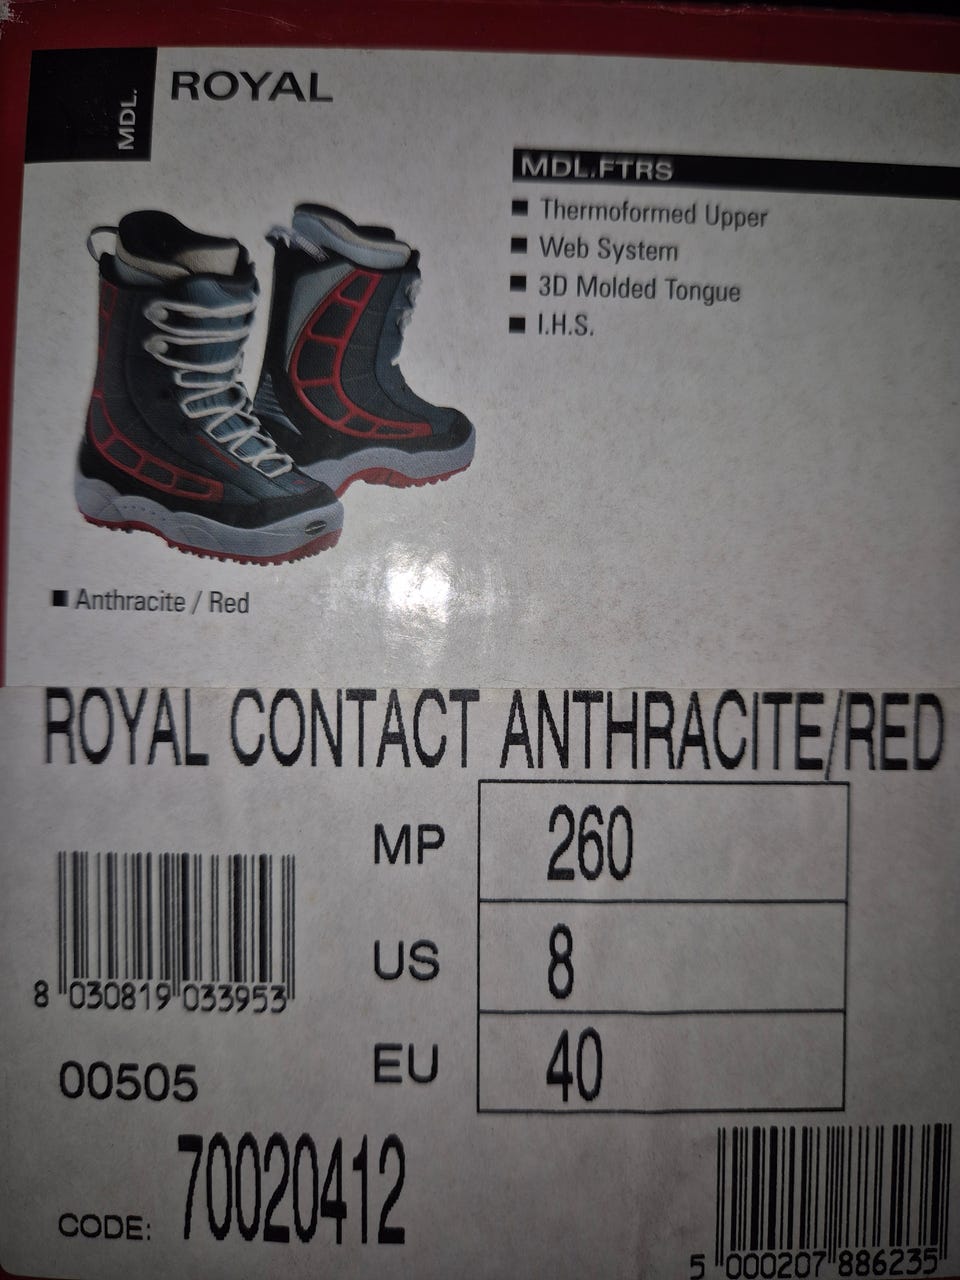 MDL.
ROYAL
MDL.FTRS
■ Thermoformed Upper
■ Web System
■ 3D Molded Tongue
■ I.H.S.
■ Anthracite / Red
ROYAL CONTACT ANTHRACITE/RED
MP 260
US 8
EU 40
8 030819 033953
00505
CODE: 70020412
5 000207 886235